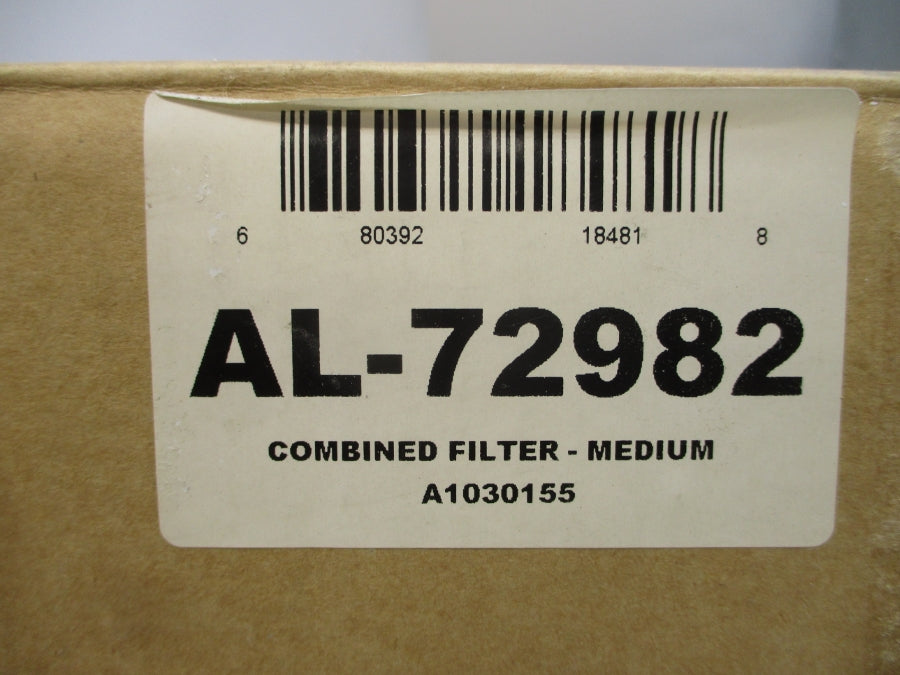 6 80392 18481 8
AL-72982
COMBINED FILTER - MEDIUM
A1030155